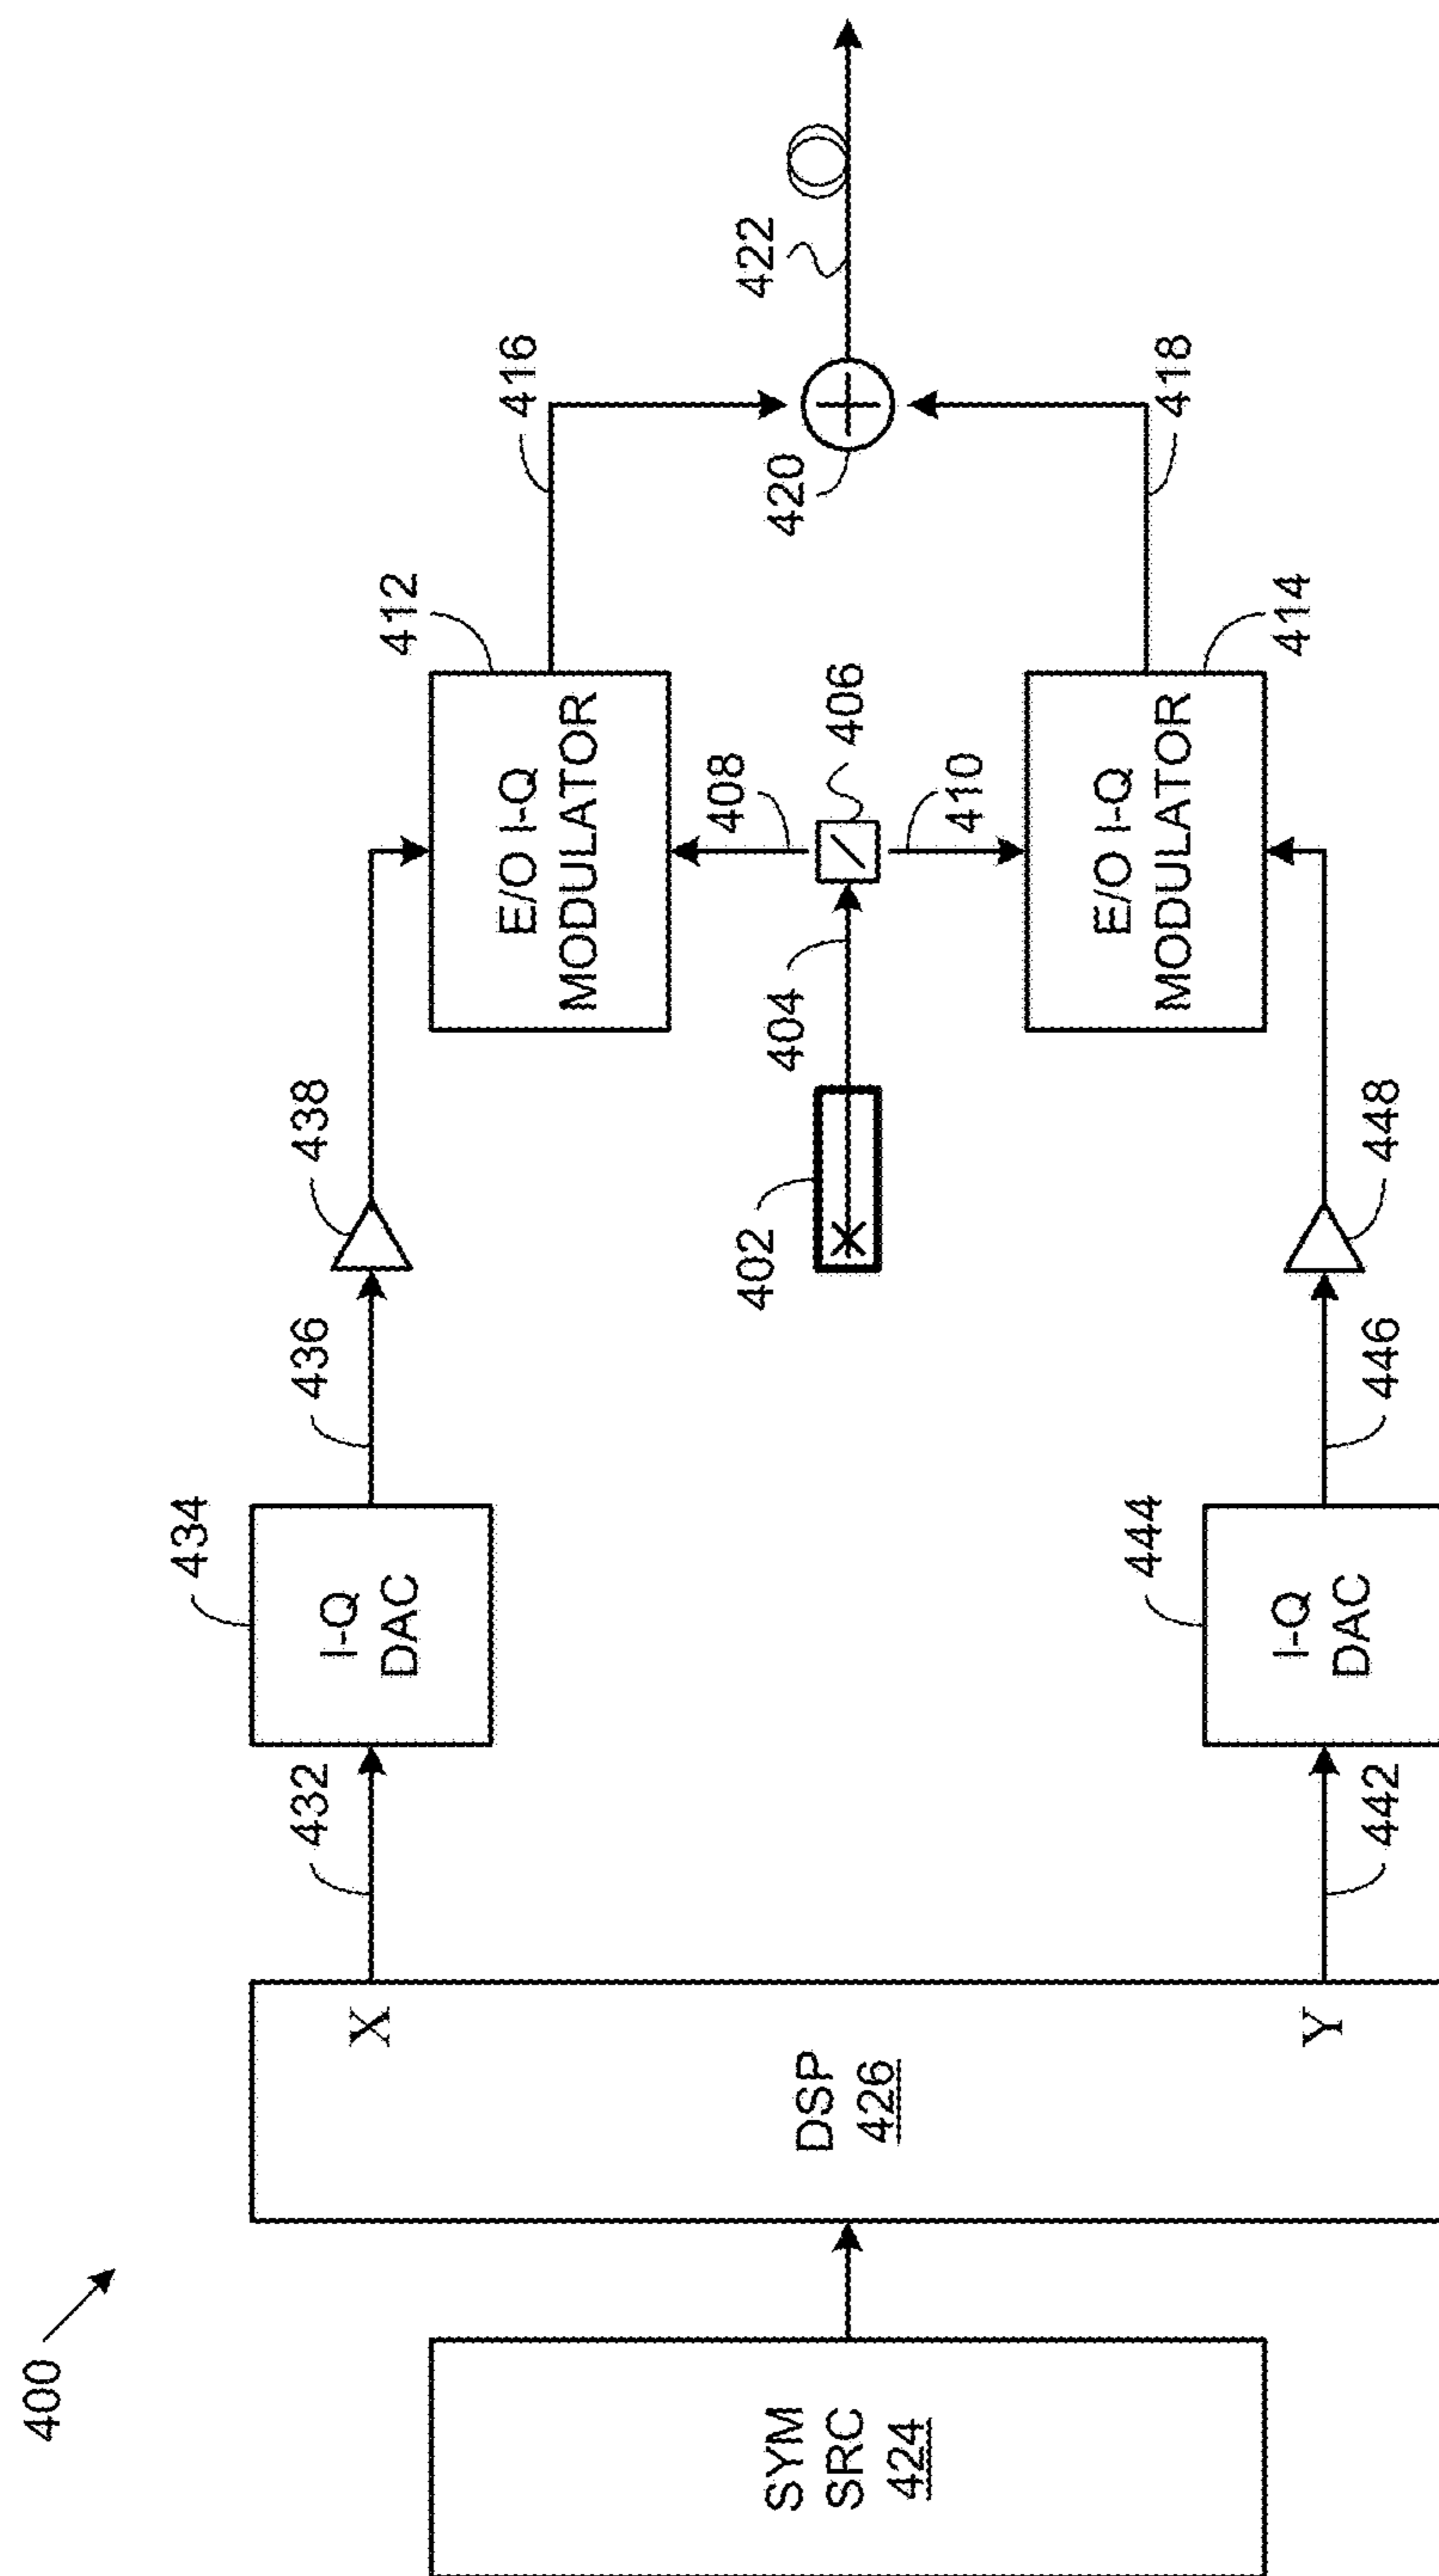 400
SYM
SRC
424
DSP
426
X
Y
432
442
434
I-Q
DAC
444
I-Q
DAC
436
446
438
448
402
404
406
408
410
412
E/O I-Q
MODULATOR
414
E/O I-Q
MODULATOR
416
418
420
422